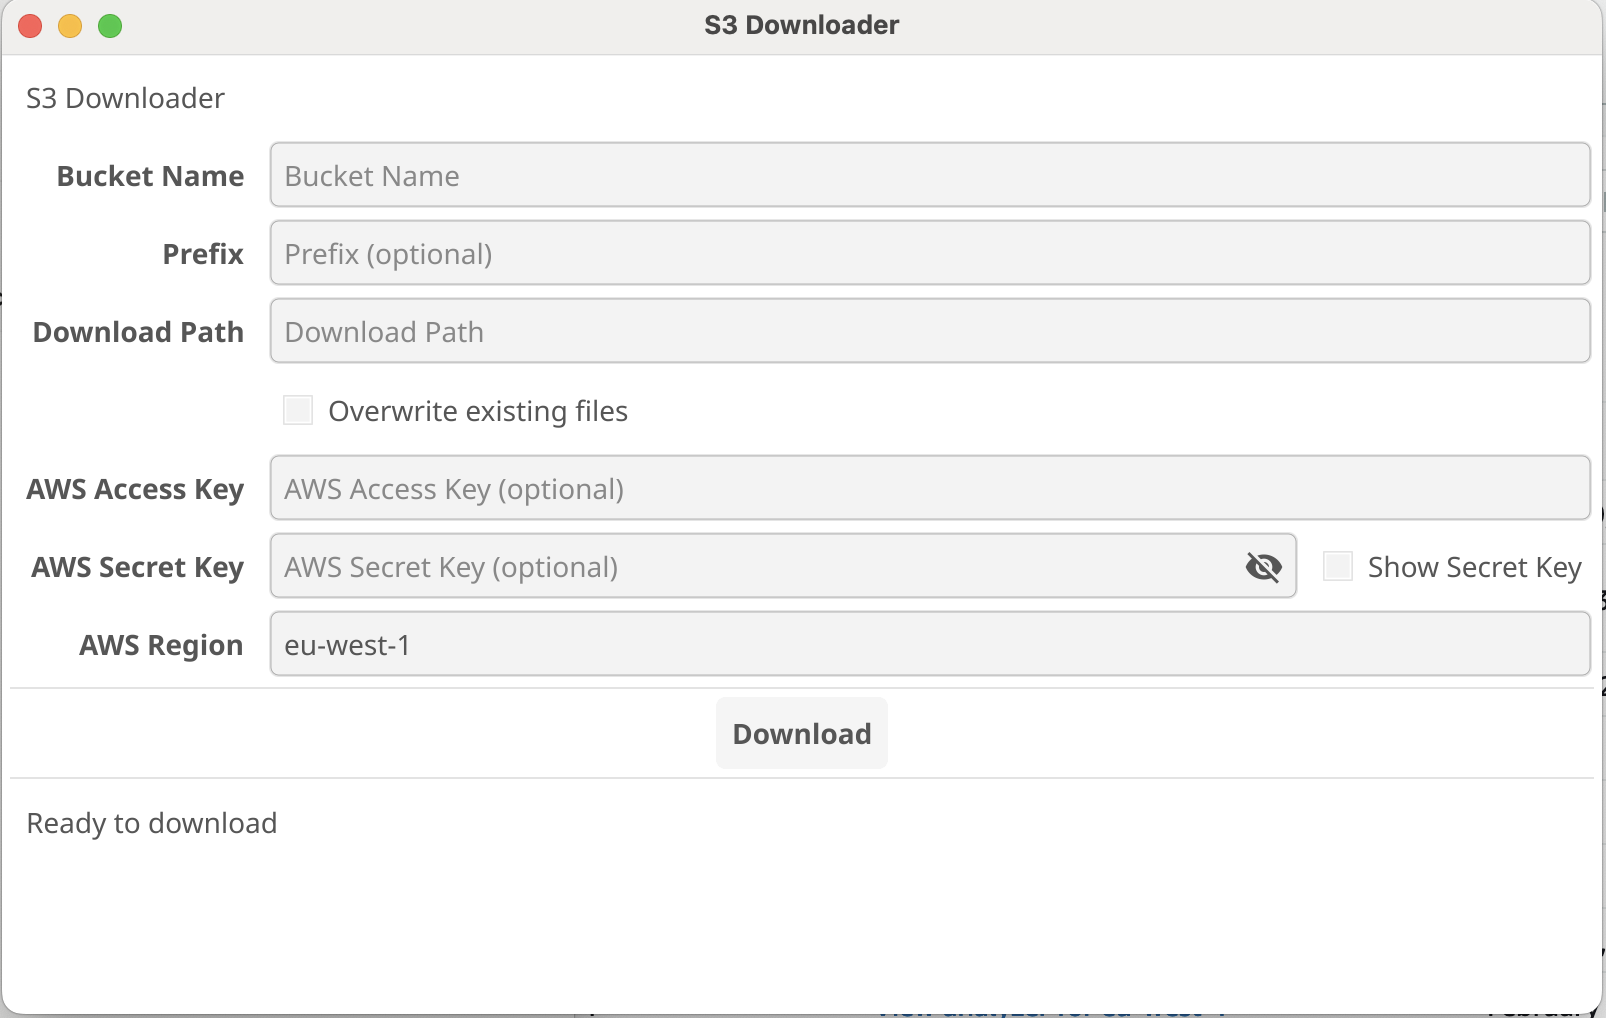 S3 Downloader
S3 Downloader
Bucket Name Bucket Name
Prefix Prefix (optional)
Download Path Download Path
Overwrite existing files
AWS Access Key AWS Access Key (optional)
AWS Secret Key AWS Secret Key (optional) Show Secret Key
AWS Region eu-west-1
Download
Ready to download